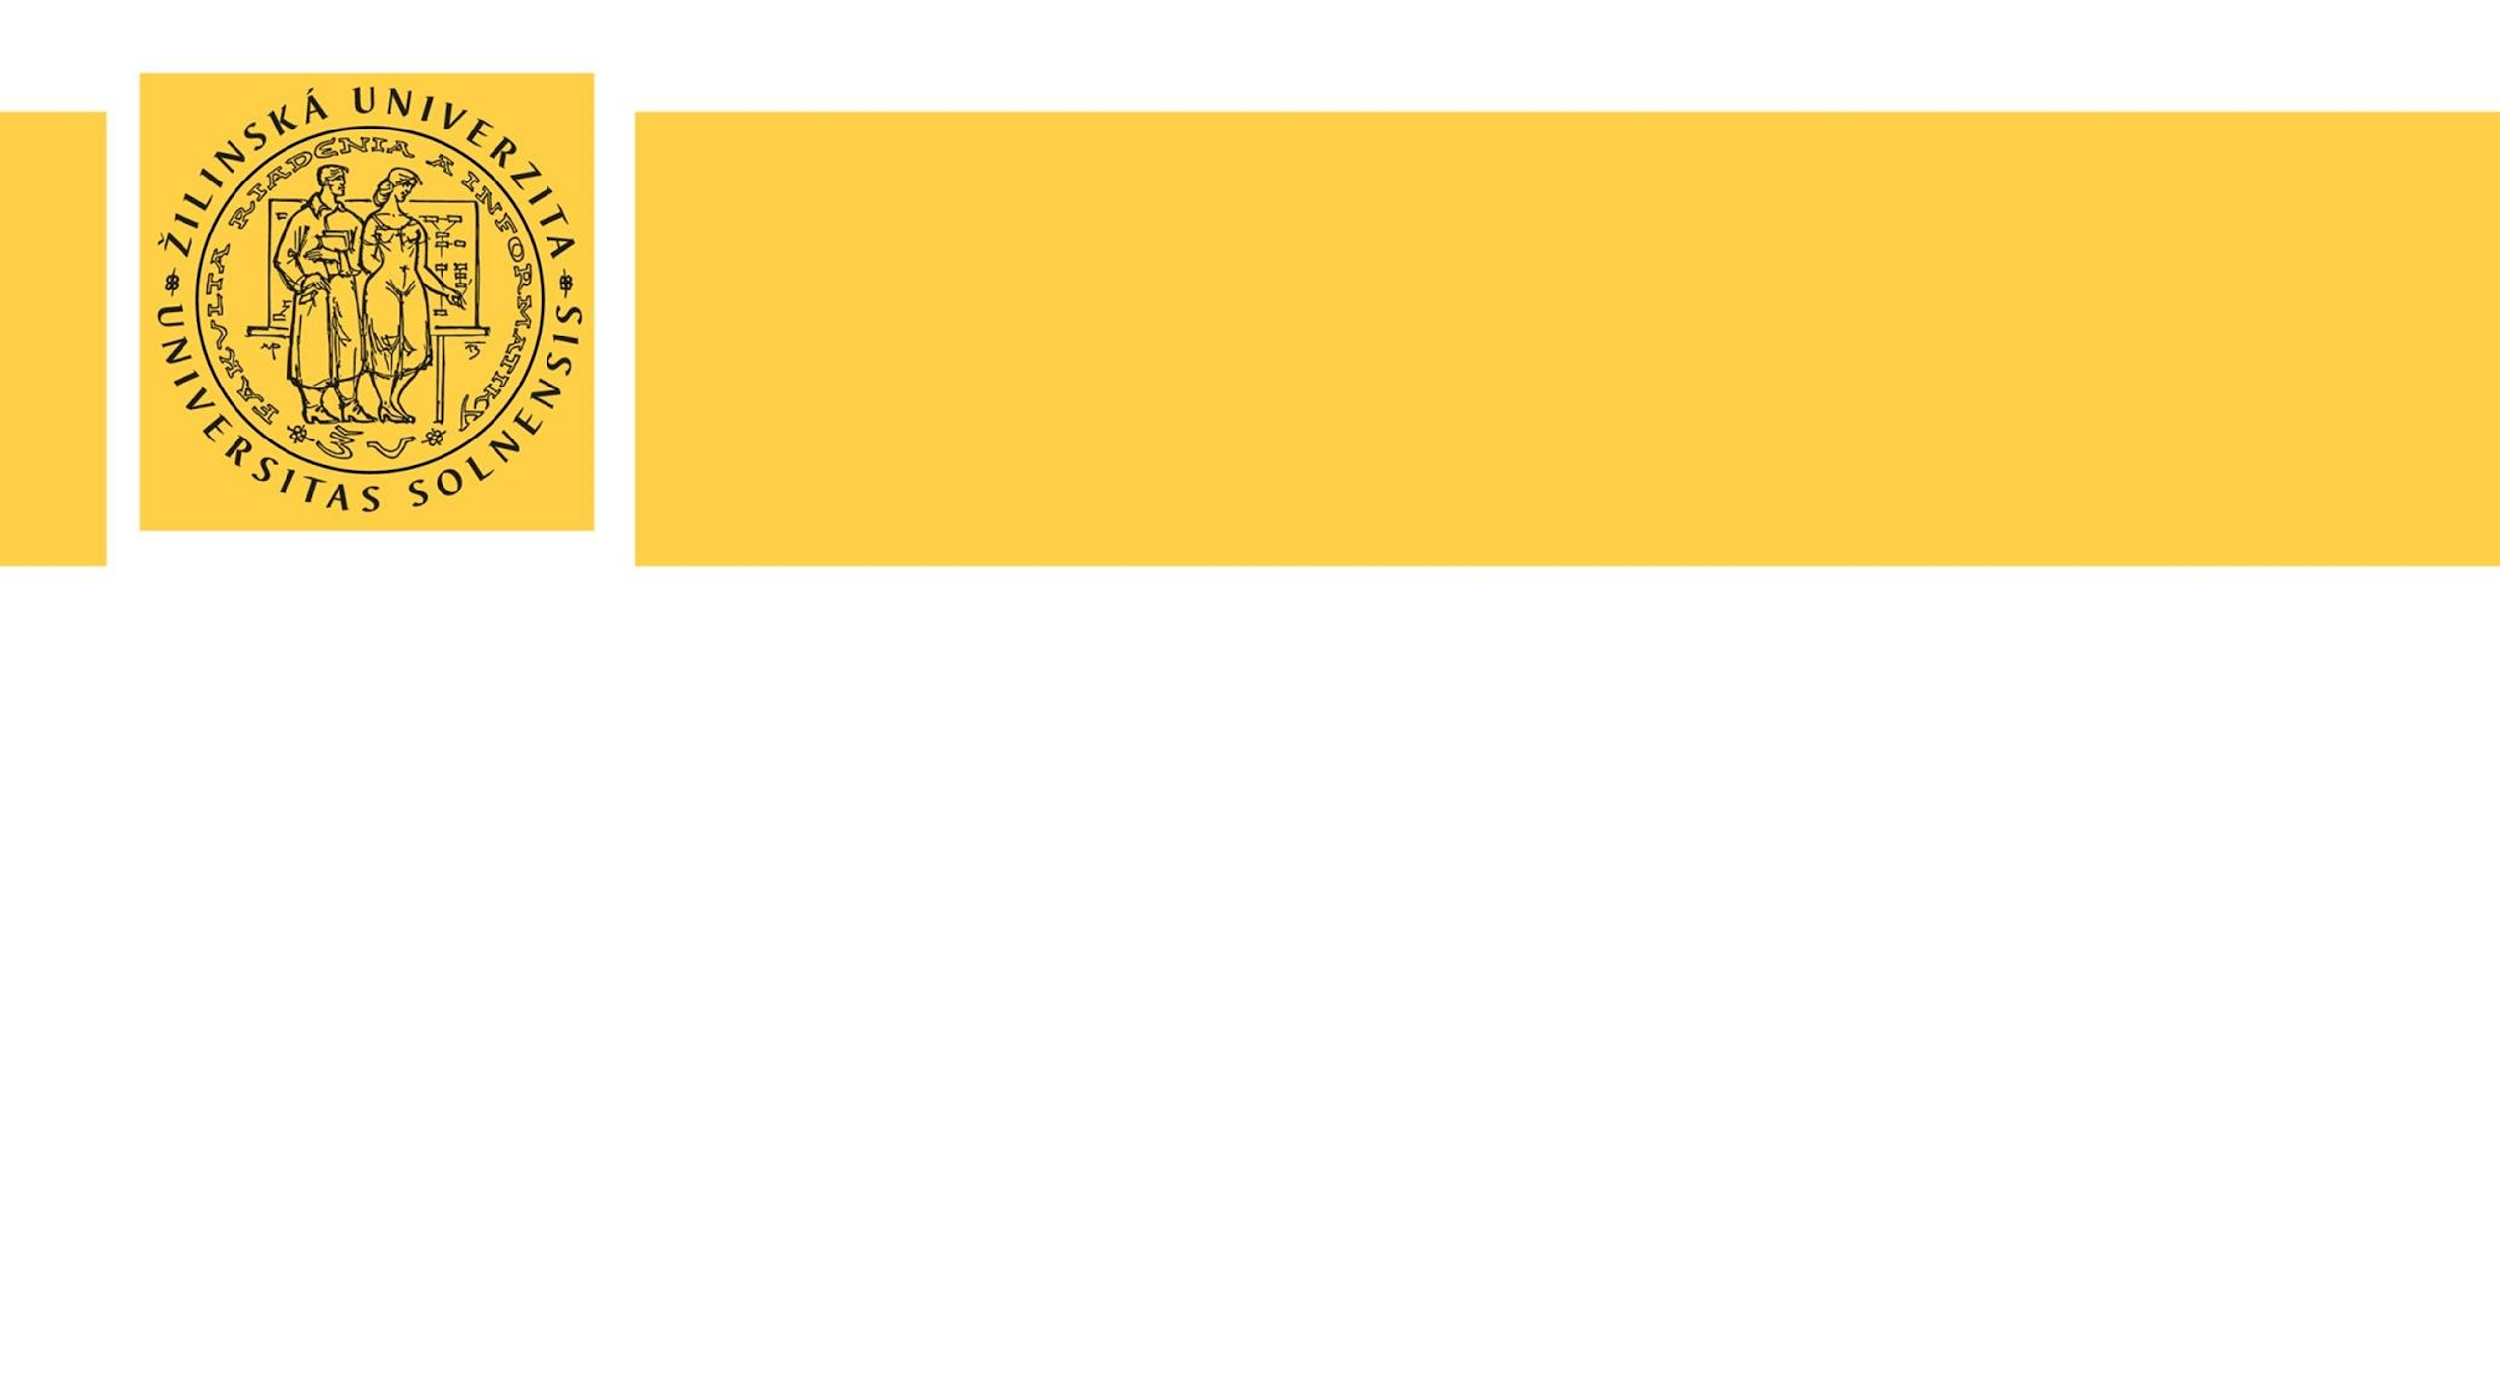 ŽILINSKÁ UNIVERZITA
UNIVERSITAS SOLNENSIS
FAKULTA RIADENIA A INFORMATIKY